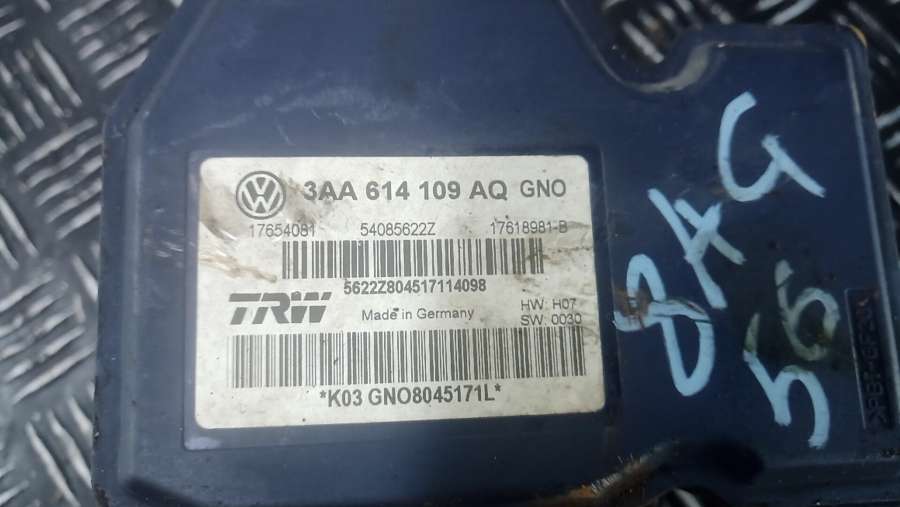 3AA 614 109 AQ GNO
17654081 54085622Z 17618981-B
5622Z804517114098
TRW
Made in Germany
HW: H07
SW: 0030
*K03 GNO8045171L*
8AG
56